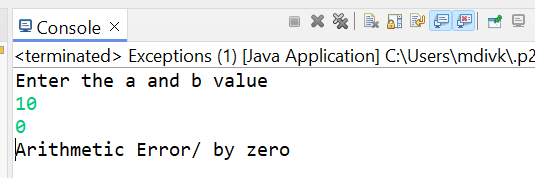 Console
<terminated> Exceptions (1) [Java Application] C:\Users\mdivk\.p2
Enter the a and b value
10
0
Arithmetic Error/ by zero